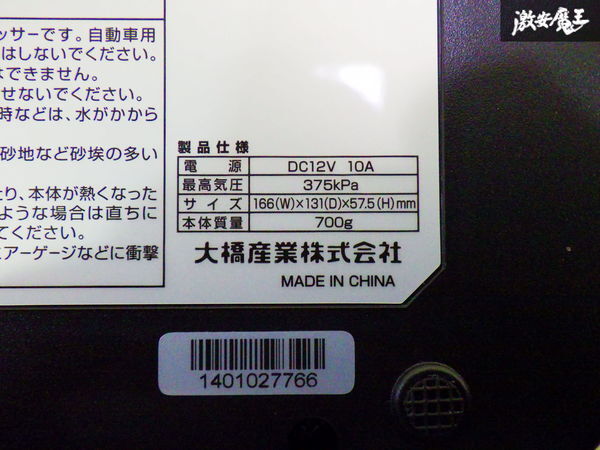 激安魔王
ッサーです。自動車用
はしないでください。
はできません。
せないでください。
時などは、水がかから
砂地など砂埃の多い
たり、本体が熱くなった
ような場合は直ちに
てください。
エアーゲージなどに衝撃
製品仕様
電源 DC12V 10A
最高気圧 375kPa
サイズ 166(W)×131(D)×57.5(H)mm
本体質量 700g
大橋産業株式会社
MADE IN CHINA
1401027766